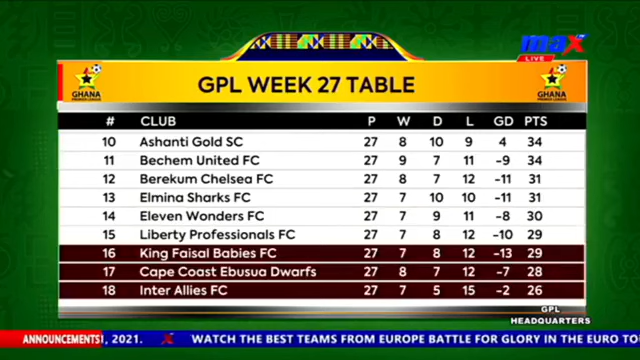 max
LIVE
GHANA
PREMIER LEAGUE
GPL WEEK 27 TABLE
GHANA
PREMIER LEAGUE
# CLUB P W D L GD PTS
10 Ashanti Gold SC 27 8 10 9 4 34
11 Bechem United FC 27 9 7 11 -9 34
12 Berekum Chelsea FC 27 8 7 12 -11 31
13 Elmina Sharks FC 27 7 10 10 -11 31
14 Eleven Wonders FC 27 7 9 11 -8 30
15 Liberty Professionals FC 27 7 8 12 -10 29
16 King Faisal Babies FC 27 7 8 12 -13 29
17 Cape Coast Ebusua Dwarfs 27 8 7 12 -7 28
18 Inter Allies FC 27 7 5 15 -2 26
GPL
HEADQUARTERS
ANNOUNCEMENTS , 2021. X WATCH THE BEST TEAMS FROM EUROPE BATTLE FOR GLORY IN THE EURO TO